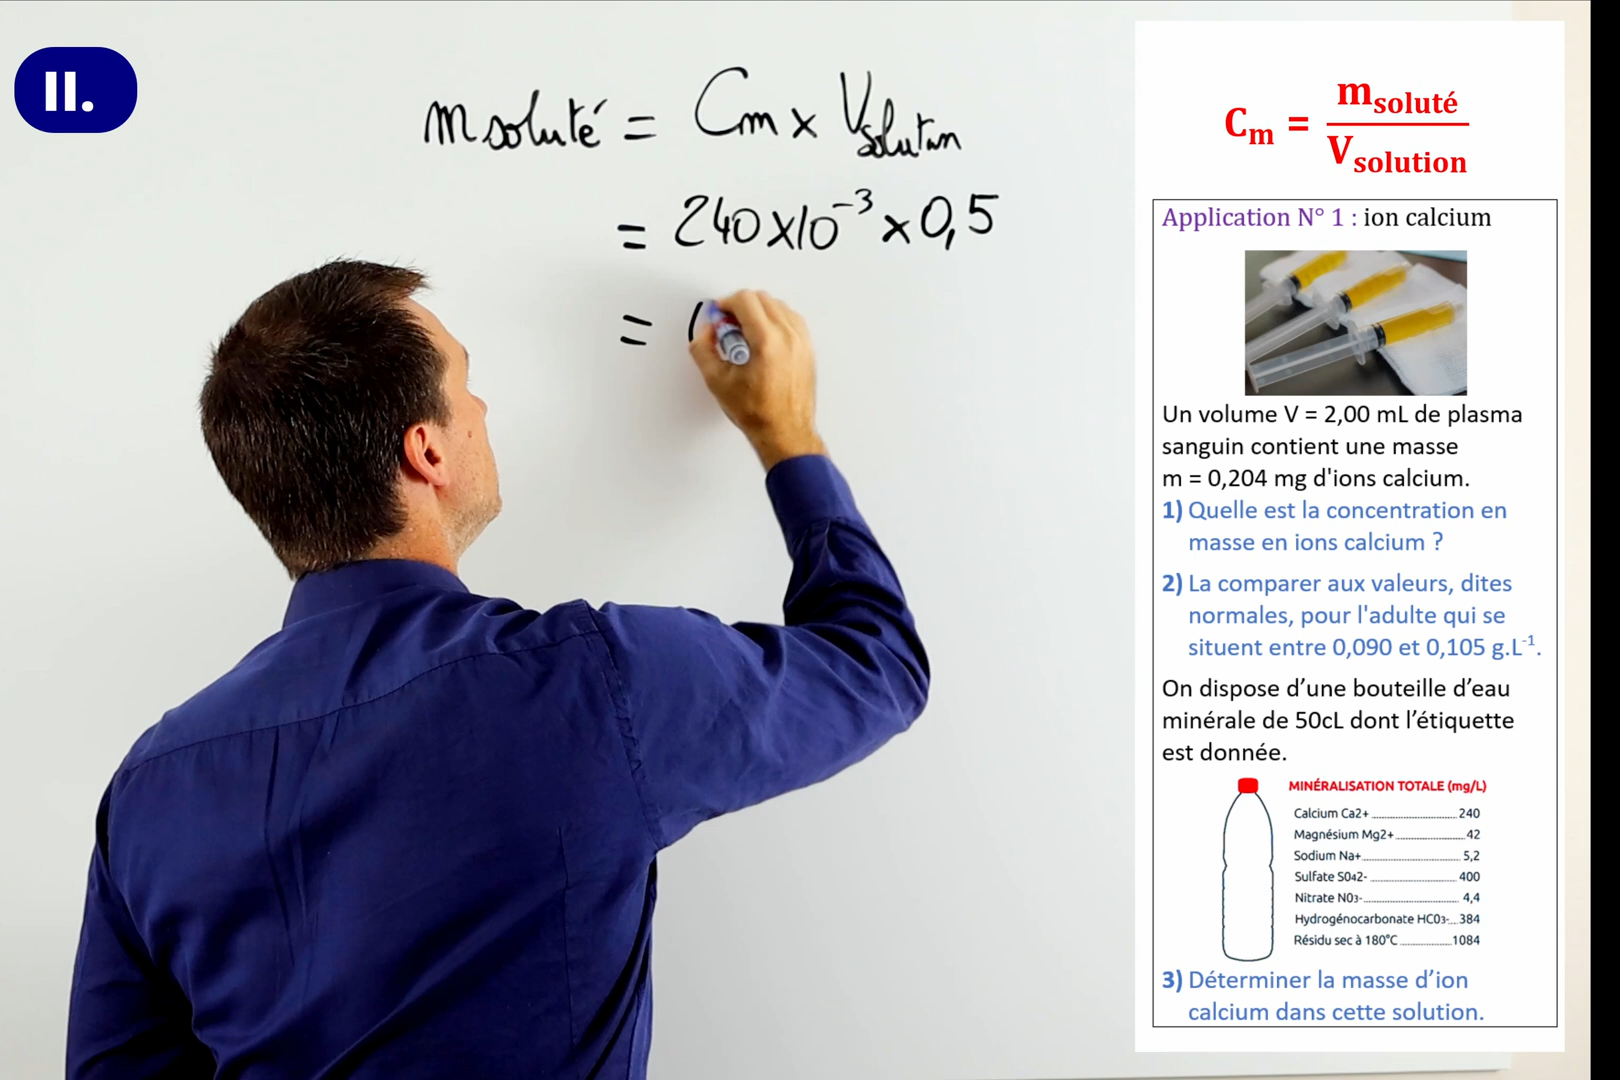 II.
m soluté = Cm x Vsolution
= 240 x 10⁻³ x 0,5
=
Cm = msoluté / Vsolution
Application N° 1 : ion calcium
Un volume V = 2,00 mL de plasma
sanguin contient une masse
m = 0,204 mg d'ions calcium.
1) Quelle est la concentration en
masse en ions calcium ?
2) La comparer aux valeurs, dites
normales, pour l'adulte qui se
situent entre 0,090 et 0,105 g.L⁻¹.
On dispose d’une bouteille d’eau
minérale de 50cL dont l’étiquette
est donnée.
MINÉRALISATION TOTALE (mg/L)
Calcium Ca2+ 240
Magnésium Mg2+ 42
Sodium Na+ 5,2
Sulfate SO42- 400
Nitrate NO3- 4,4
Hydrogénocarbonate HCO3- 384
Résidu sec à 180°C 1084
3) Déterminer la masse d’ion
calcium dans cette solution.